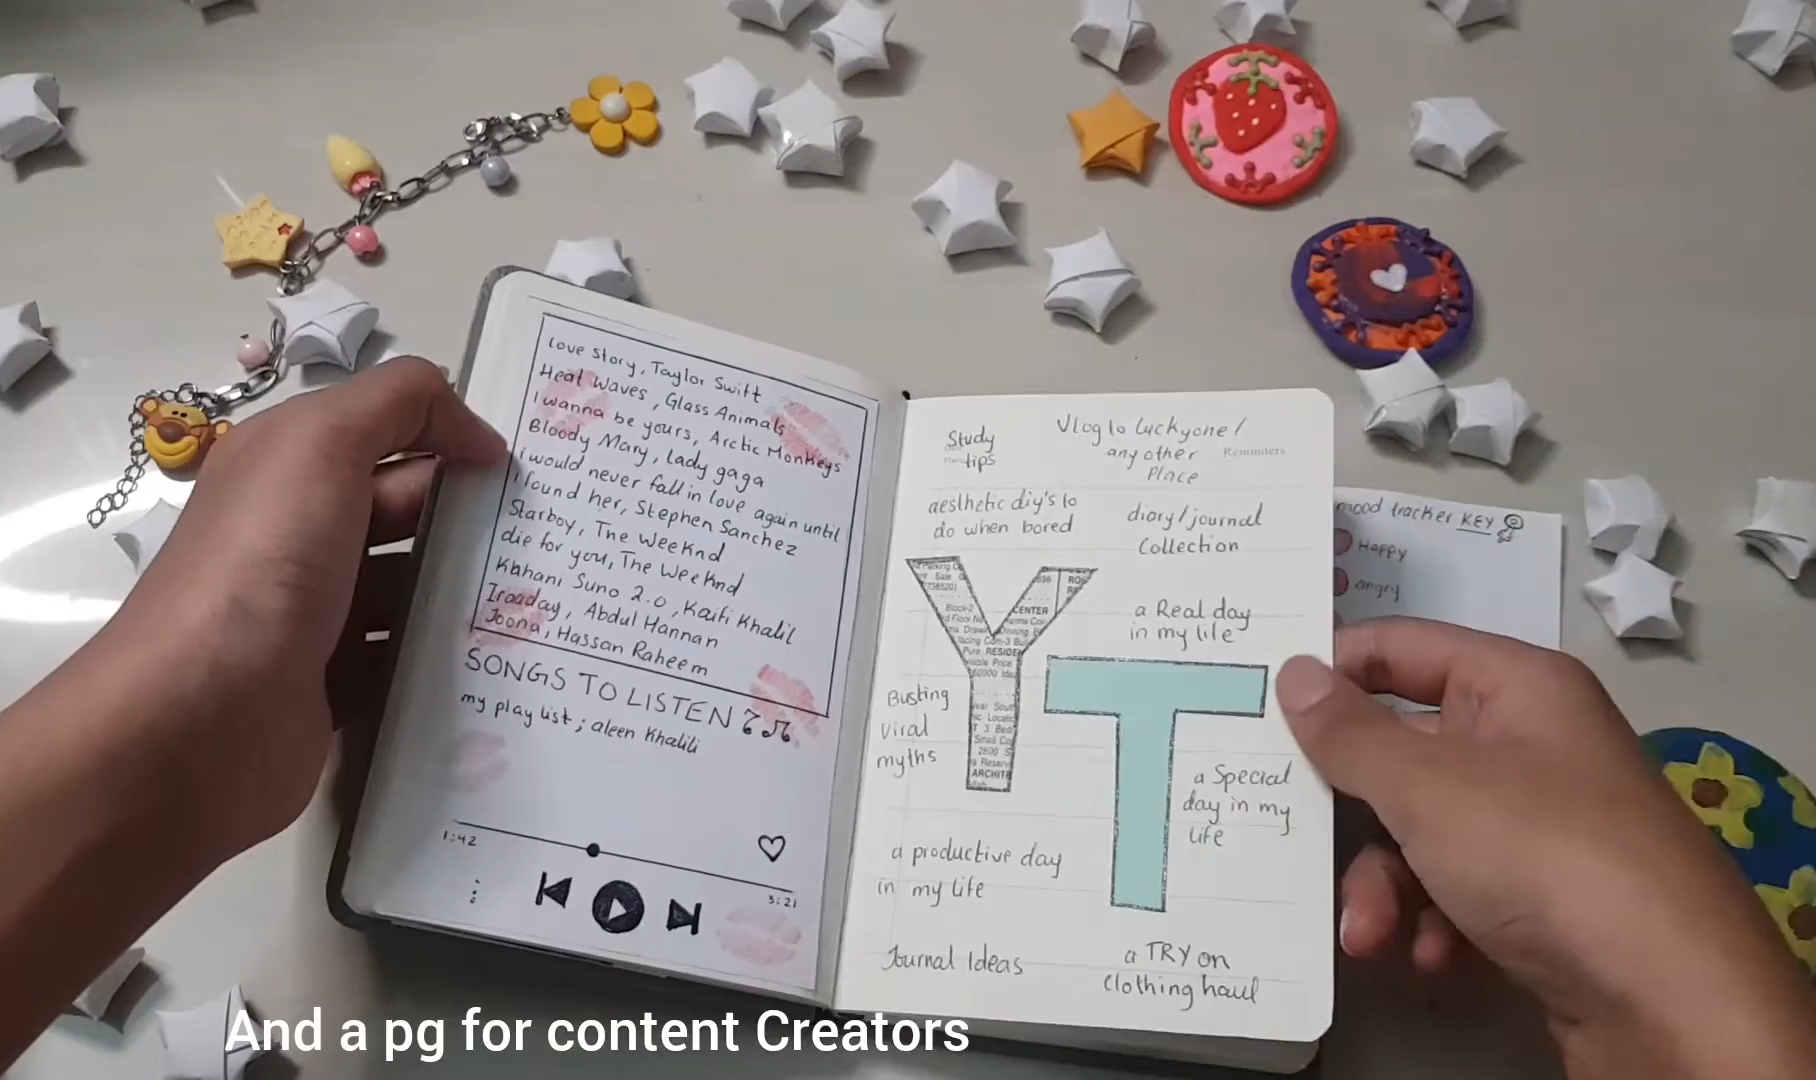 Love Story, Taylor Swift
Heat Waves, Glass Animals
I wanna be yours, Arctic Monkeys
Bloody Mary, lady gaga
i would never fall in love again until
i found her, Stephen Sanchez
Starboy, The Weeknd
die for you, The Weeknd
Kahani Suno 2.0, Kaifi Khalil
Iraaday, Abdul Hannan
Joona, Hassan Raheem
SONGS TO LISTEN
my play list; aleen Khalili
1:42
3:21
Study
tips
Vlog to luckyone/
any other
Place
Reminders
aesthetic diy's to
do when bored
diary/journal
Collection
a Real day
in my life
Y
CENTER
ARCHIT
T
Busting
viral
myths
a Special
day in my
life
a productive day
in my life
Journal Ideas
a TRY on
clothing haul
mood tracker KEY
Happy
angry
And a pg for content Creators